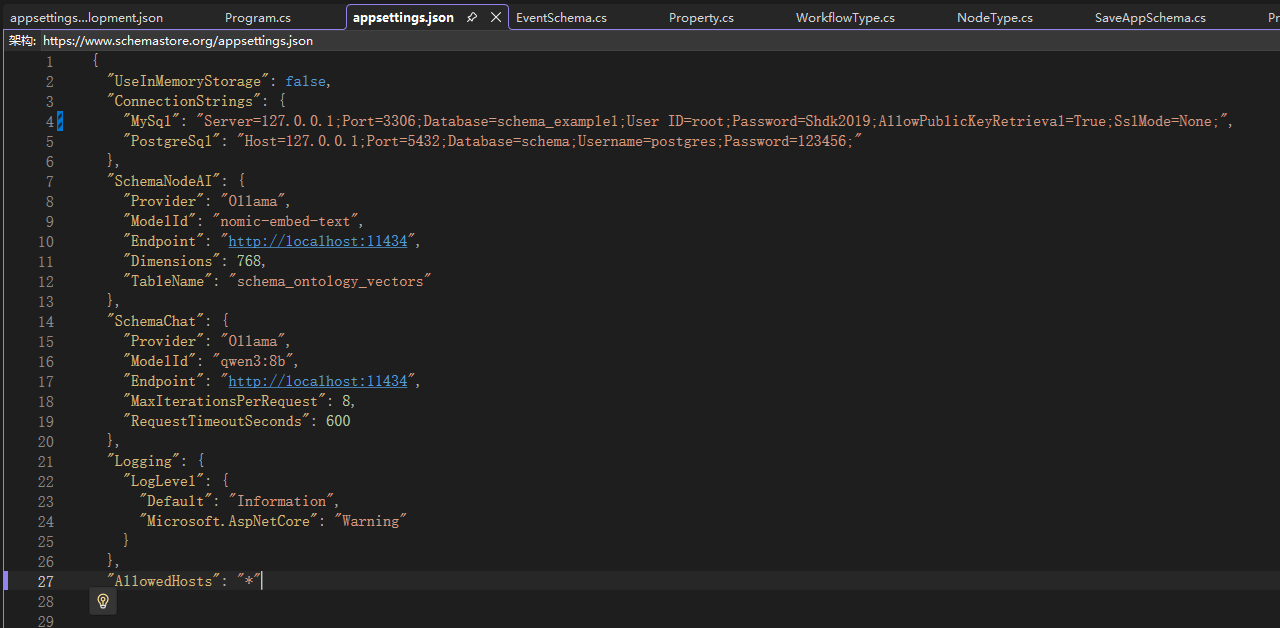 appsettings...lopment.json Program.cs appsettings.json EventSchema.cs Property.cs WorkflowType.cs NodeType.cs SaveAppSchema.cs Pr
架构: https://www.schemastore.org/appsettings.json
1 {
2 "UseInMemoryStorage": false,
3 "ConnectionStrings": {
4 "MySql": "Server=127.0.0.1;Port=3306;Database=schema_example1;User ID=root;Password=Shdk2019;AllowPublicKeyRetrieval=True;SslMode=None;",
5 "PostgreSql": "Host=127.0.0.1;Port=5432;Database=schema;Username=postgres;Password=123456;"
6 },
7 "SchemaNodeAI": {
8 "Provider": "Ollama",
9 "ModelId": "nomic-embed-text",
10 "Endpoint": "http://localhost:11434",
11 "Dimensions": 768,
12 "TableName": "schema_ontology_vectors"
13 },
14 "SchemaChat": {
15 "Provider": "Ollama",
16 "ModelId": "qwen3:8b",
17 "Endpoint": "http://localhost:11434",
18 "MaxIterationsPerRequest": 8,
19 "RequestTimeoutSeconds": 600
20 },
21 "Logging": {
22 "LogLevel": {
23 "Default": "Information",
24 "Microsoft.AspNetCore": "Warning"
25 }
26 },
27 "AllowedHosts": "*"
28
29